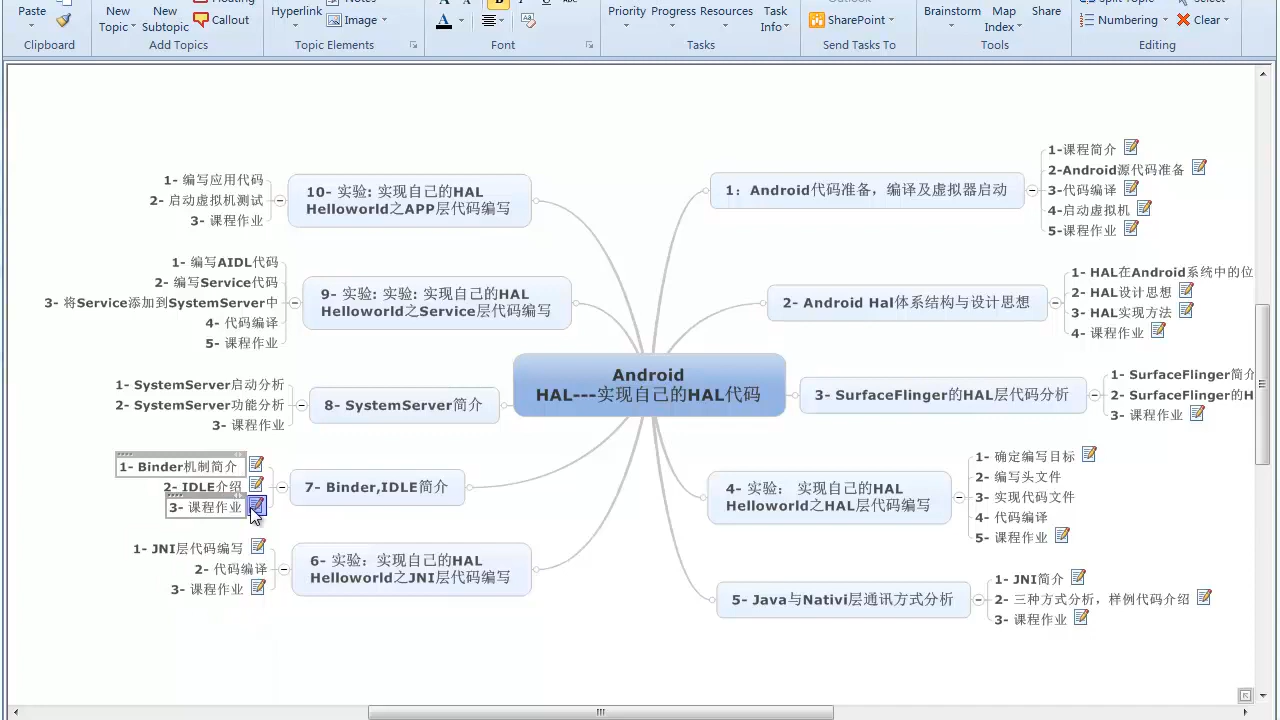 Paste
New
Topic
New
Subtopic
Callout
Hyperlink
Notes
Image
Priority
Progress
Resources
Task
Info
SharePoint
Brainstorm
Map
Index
Share
Split Topic
Select
Numbering
Clear
Clipboard
Add Topics
Topic Elements
Font
Tasks
Send Tasks To
Tools
Editing
Android
HAL---实现自己的HAL代码
1：Android代码准备，编译及虚拟器启动
1-课程简介
2-Android源代码准备
3-代码编译
4-启动虚拟机
5-课程作业
2- Android Hal体系结构与设计思想
1- HAL在Android系统中的位
2- HAL设计思想
3- HAL实现方法
4- 课程作业
3- SurfaceFlinger的HAL层代码分析
1- SurfaceFlinger简介
2- SurfaceFlinger的H
3- 课程作业
4- 实验： 实现自己的HAL
Helloworld之HAL层代码编写
1- 确定编写目标
2- 编写头文件
3- 实现代码文件
4- 代码编译
5- 课程作业
5- Java与Nativi层通讯方式分析
1- JNI简介
2- 三种方式分析，样例代码介绍
3- 课程作业
6- 实验：实现自己的HAL
Helloworld之JNI层代码编写
1- JNI层代码编写
2- 代码编译
3- 课程作业
7- Binder,IDLE简介
1- Binder机制简介
2- IDLE介绍
3- 课程作业
8- SystemServer简介
1- SystemServer启动分析
2- SystemServer功能分析
3- 课程作业
9- 实验: 实验: 实现自己的HAL
Helloworld之Service层代码编写
1- 编写AIDL代码
2- 编写Service代码
3- 将Service添加到SystemServer中
4- 代码编译
5- 课程作业
10- 实验: 实现自己的HAL
Helloworld之APP层代码编写
1- 编写应用代码
2- 启动虚拟机测试
3- 课程作业